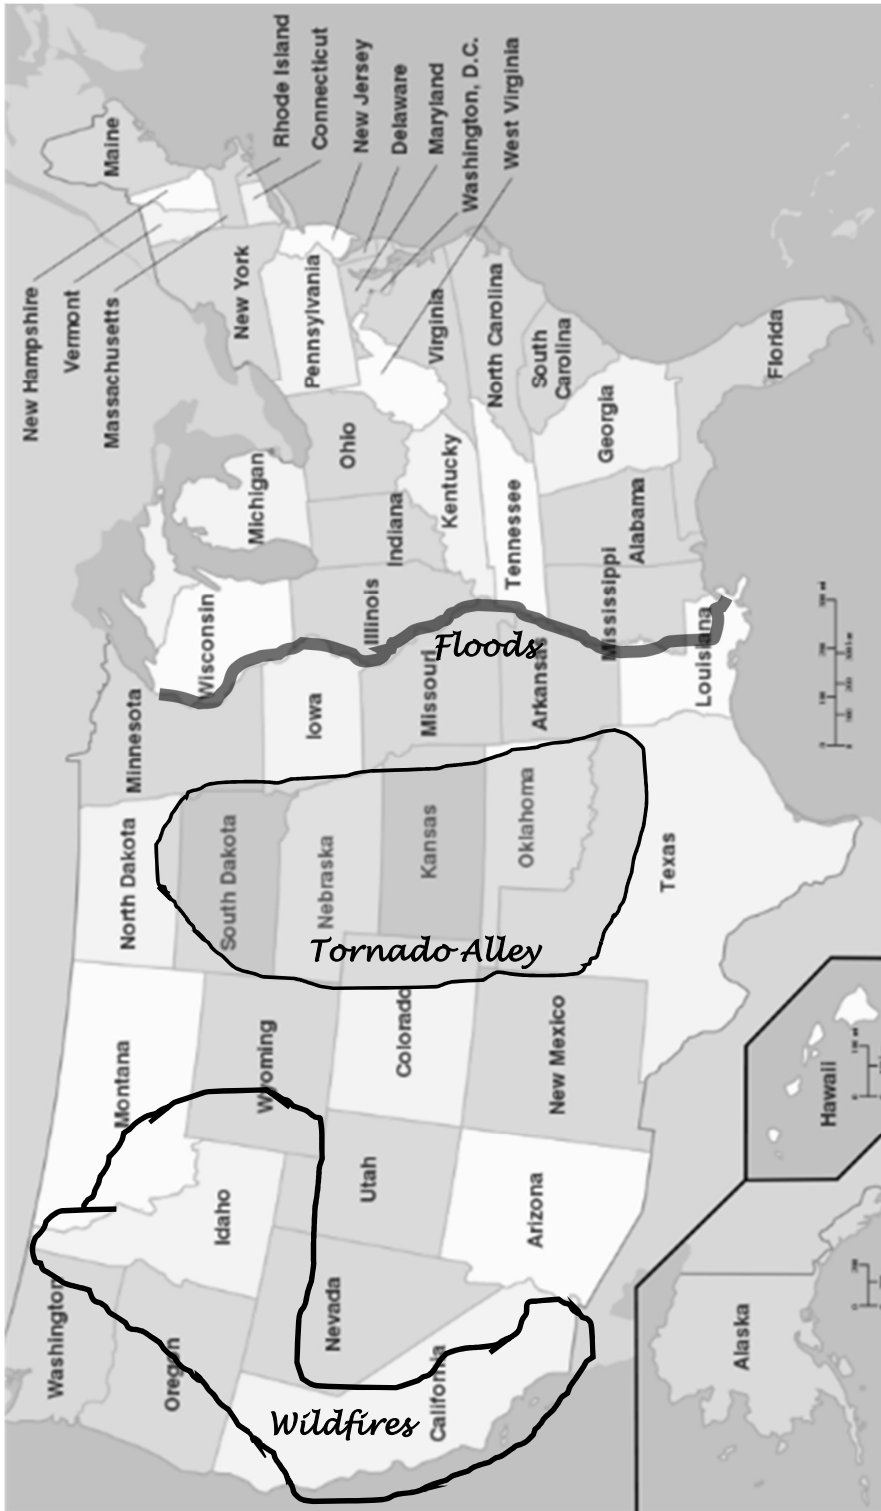 Maine
Rhode Island
Connecticut
New Jersey
Delaware
Maryland
Washington, D.C.
West Virginia
New Hampshire
Vermont
Massachusetts
New York
Pennsylvania
Virginia
North Carolina
South
Carolina
Georgia
Florida
Michigan
Ohio
Indiana
Kentucky
Tennessee
Alabama
Wisconsin
Illinois
Mississippi
Floods
Minnesota
Iowa
Missouri
Arkansas
Louisiana
North Dakota
South Dakota
Nebraska
Kansas
Oklahoma
Texas
Tornado Alley
Montana
Wyoming
Colorado
New Mexico
Idaho
Utah
Arizona
Washington
Oregon
Nevada
California
Wildfires
Hawaii
Alaska